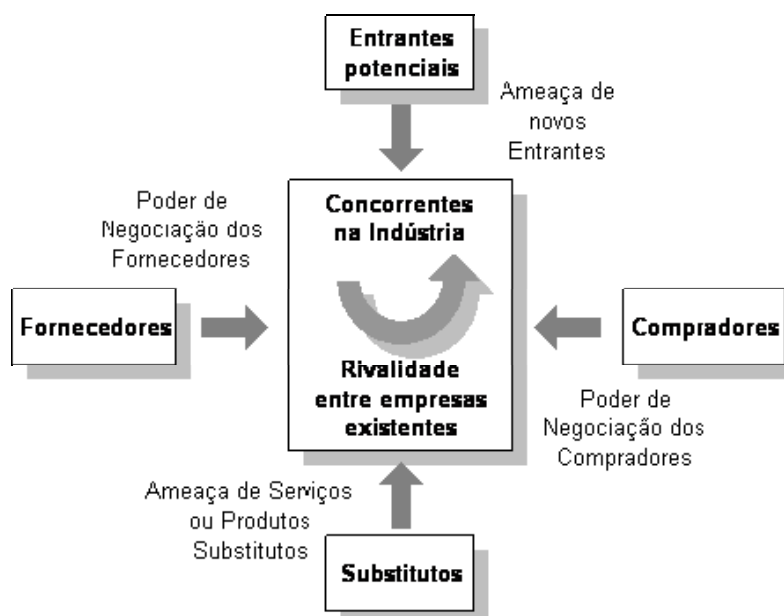 Entrantes
potenciais
Ameaça de
novos
Entrantes
Poder de
Negociação dos
Fornecedores
Concorrentes
na Indústria
Fornecedores
Compradores
Rivalidade
entre empresas
existentes
Poder de
Negociação dos
Compradores
Ameaça de Serviços
ou Produtos
Substitutos
Substitutos